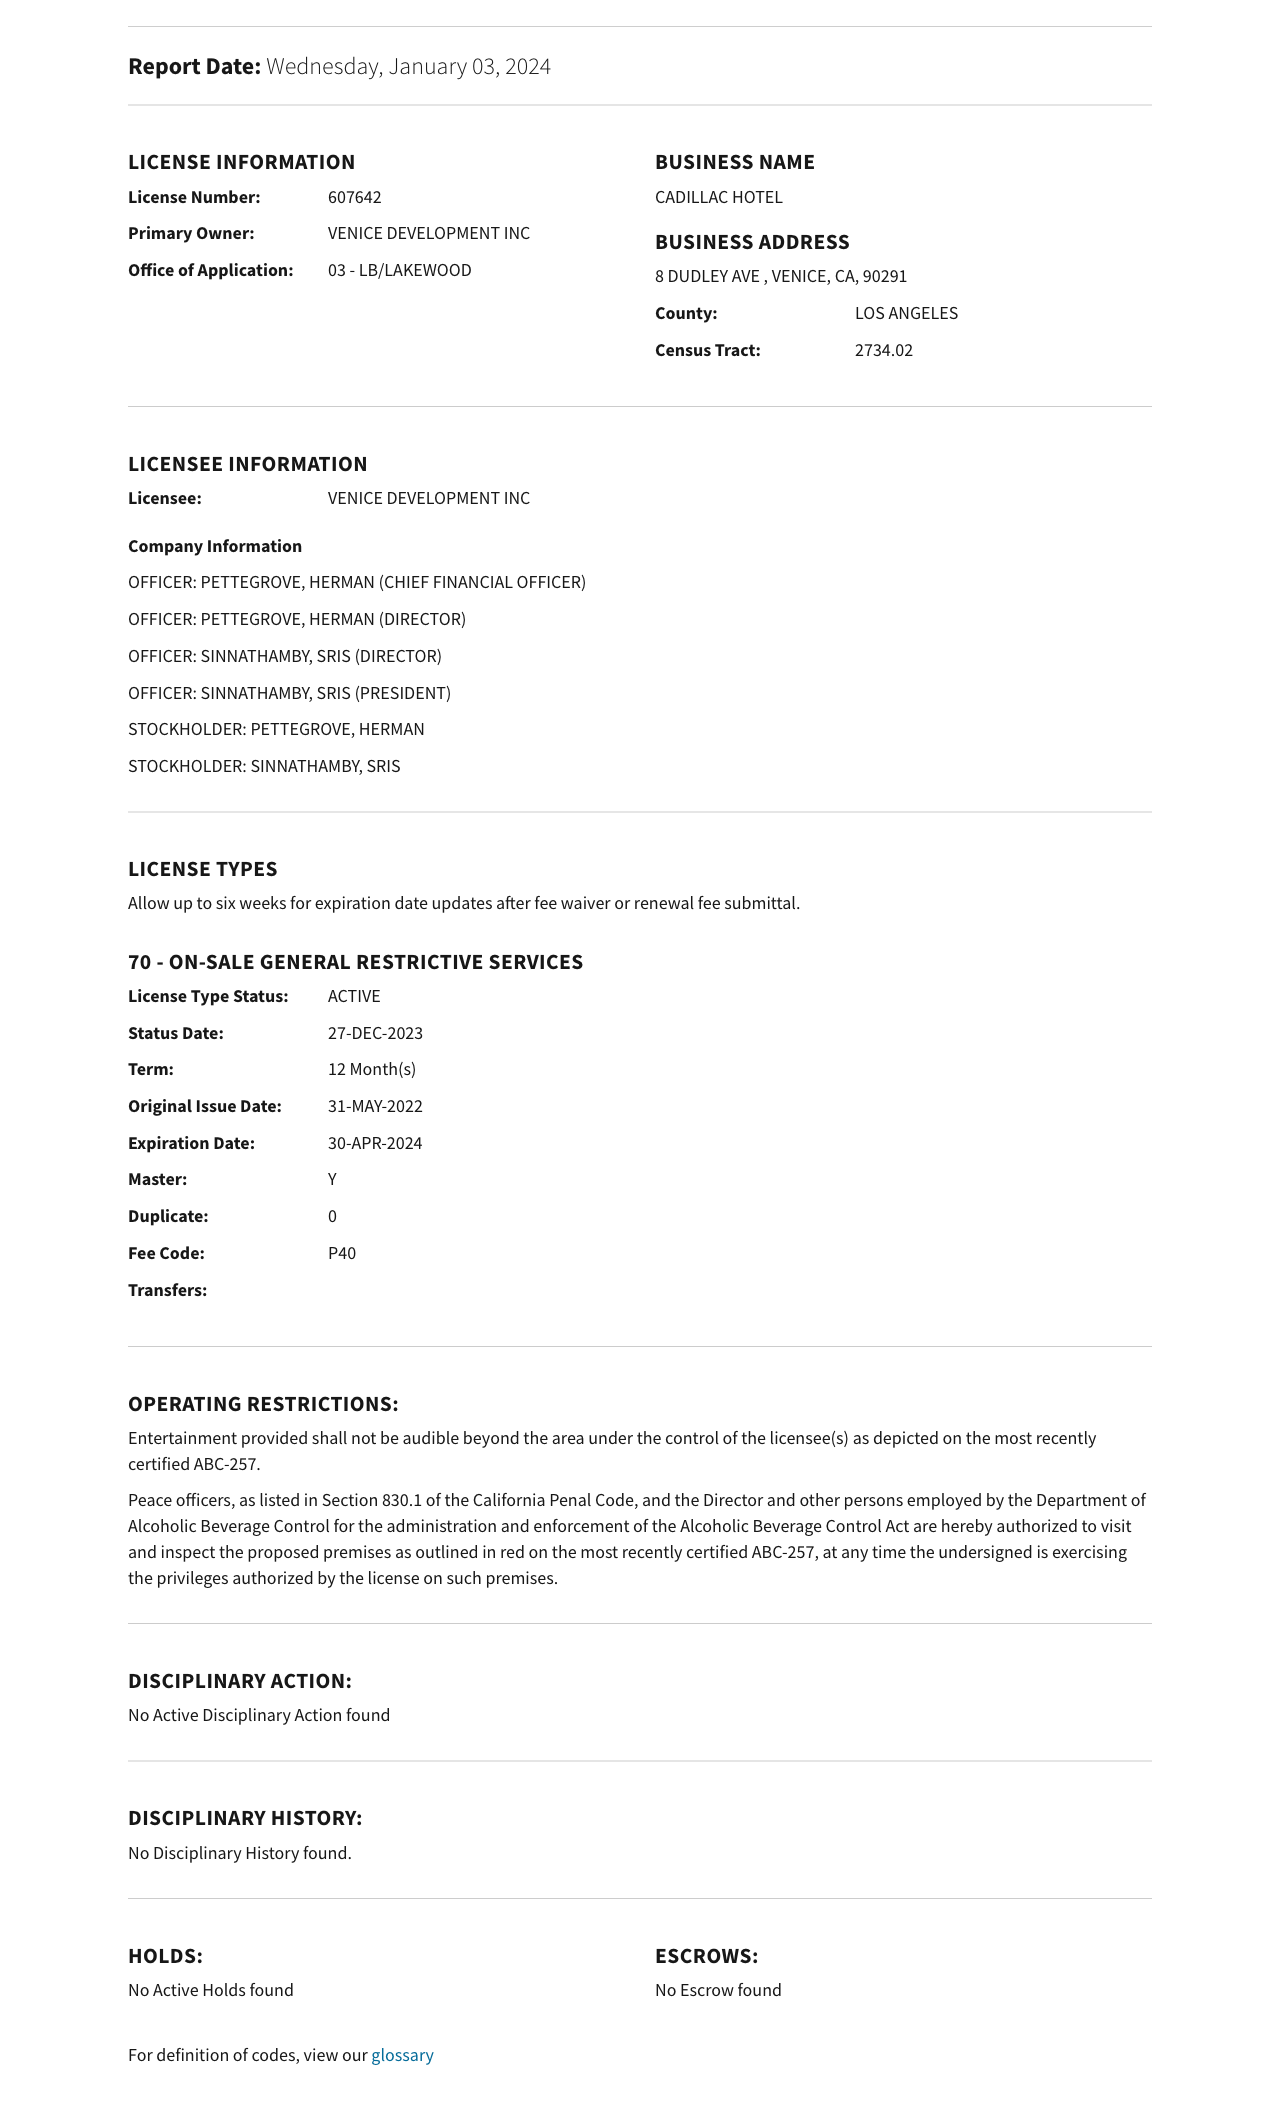 Report Date: Wednesday, January 03, 2024
LICENSE INFORMATION
License Number: 607642
Primary Owner: VENICE DEVELOPMENT INC
Office of Application: 03 - LB/LAKEWOOD
BUSINESS NAME
CADILLAC HOTEL
BUSINESS ADDRESS
8 DUDLEY AVE , VENICE, CA, 90291
County: LOS ANGELES
Census Tract: 2734.02
LICENSEE INFORMATION
Licensee: VENICE DEVELOPMENT INC
Company Information
OFFICER: PETTEGROVE, HERMAN (CHIEF FINANCIAL OFFICER)
OFFICER: PETTEGROVE, HERMAN (DIRECTOR)
OFFICER: SINNATHAMBY, SRIS (DIRECTOR)
OFFICER: SINNATHAMBY, SRIS (PRESIDENT)
STOCKHOLDER: PETTEGROVE, HERMAN
STOCKHOLDER: SINNATHAMBY, SRIS
LICENSE TYPES
Allow up to six weeks for expiration date updates after fee waiver or renewal fee submittal.
70 - ON-SALE GENERAL RESTRICTIVE SERVICES
License Type Status: ACTIVE
Status Date: 27-DEC-2023
Term: 12 Month(s)
Original Issue Date: 31-MAY-2022
Expiration Date: 30-APR-2024
Master: Y
Duplicate: 0
Fee Code: P40
Transfers:
OPERATING RESTRICTIONS:
Entertainment provided shall not be audible beyond the area under the control of the licensee(s) as depicted on the most recently
certified ABC-257.
Peace officers, as listed in Section 830.1 of the California Penal Code, and the Director and other persons employed by the Department of
Alcoholic Beverage Control for the administration and enforcement of the Alcoholic Beverage Control Act are hereby authorized to visit
and inspect the proposed premises as outlined in red on the most recently certified ABC-257, at any time the undersigned is exercising
the privileges authorized by the license on such premises.
DISCIPLINARY ACTION:
No Active Disciplinary Action found
DISCIPLINARY HISTORY:
No Disciplinary History found.
HOLDS:
No Active Holds found
ESCROWS:
No Escrow found
For definition of codes, view our glossary